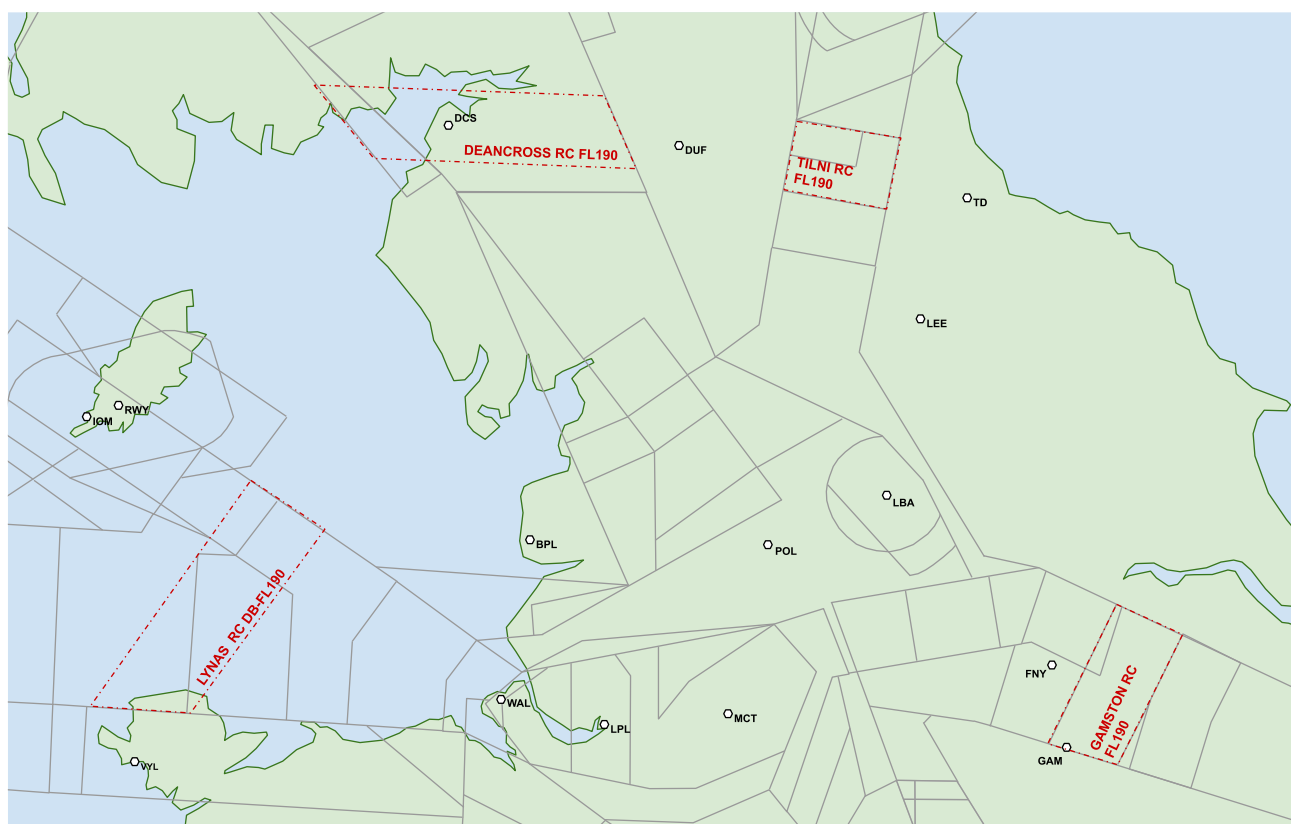 DCS
DEANCROSS RC FL190
DUF
TILNI RC
FL190
TD
LEE
RWY
IOM
LBA
BPL
POL
LYNAS RC DB-FL190
FNY
GAMSTON RC
FL190
WAL
LPL
MCT
GAM
VYL